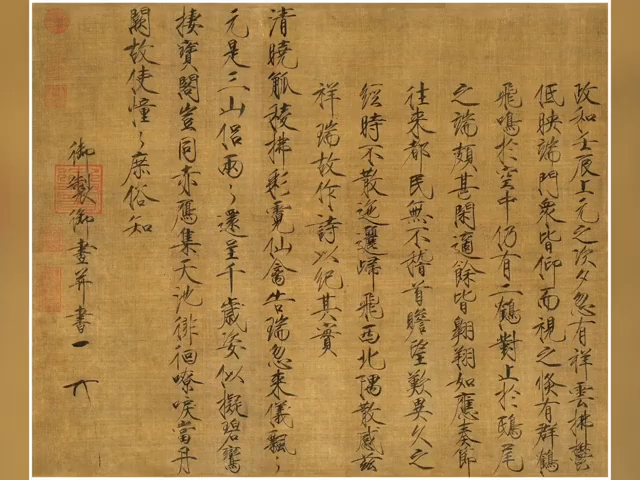 政和壬辰上元之次夕忽有祥雲拂鬱
低映端門衆皆仰而視之倏有群鶴
飛鳴於空中仍有二鶴對止於鴟尾
之端頗甚閑適餘皆翱翔如應奏節
往來都民無不稽首瞻望歎異久之
經時不散迤邐歸飛西北隅散感茲
祥瑞故作詩以紀其實
清曉觚稜拂彩霓仙禽告瑞忽來儀飄〻
元是三山侶兩〻還呈千歲姿似擬碧鸞
棲寶閣豈同赤鴈集天池徘徊嘹唳當丹
闕故使憧〻庶俗知
御製御畫并書